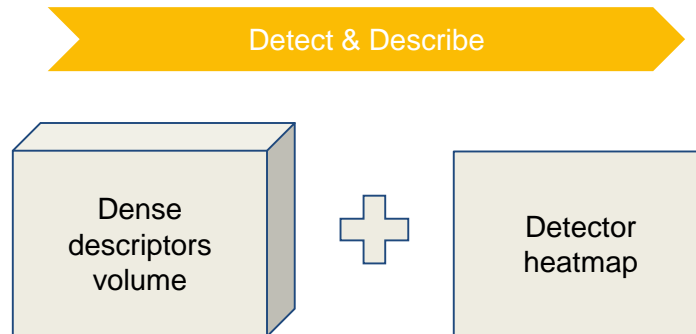 Detect & Describe
Dense
descriptors
volume
Detector
heatmap